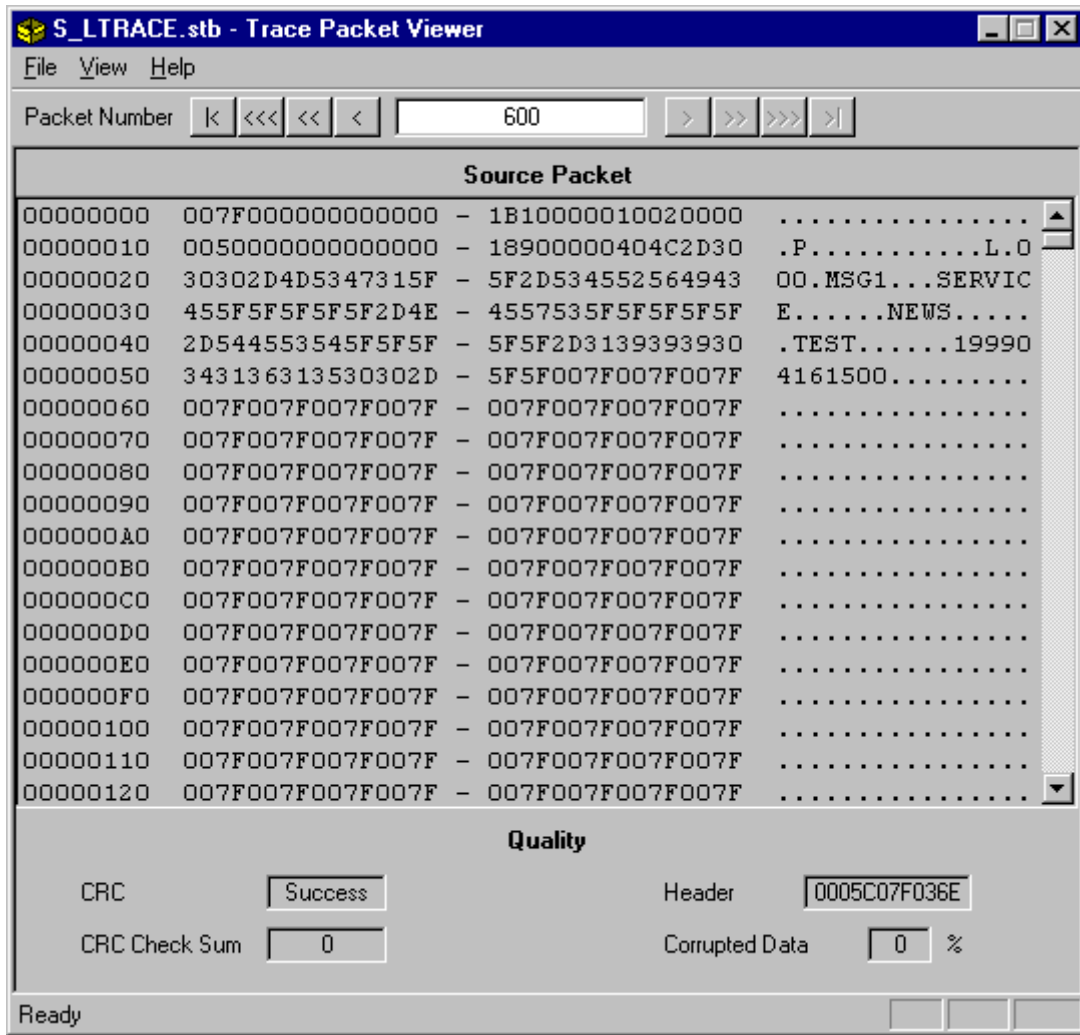 S_LTRACE.stb - Trace Packet Viewer
File View Help
Packet Number |< <<< << < 600 > >> >>> >|
Source Packet
00000000 007F000000000000 - 1B10000010020000 ................
00000010 0050000000000000 - 18900000404C2D30 .P...........L.0
00000020 30302D4D5347315F - 5F2D534552564943 00.MSG1...SERVIC
00000030 455F5F5F5F5F2D4E - 4557535F5F5F5F5F E......NEWS.....
00000040 2D544553545F5F5F - 5F5F2D3139393930 .TEST......19990
00000050 343136313530302D - 5F5F007F007F007F 4161500.........
00000060 007F007F007F007F - 007F007F007F007F ................
00000070 007F007F007F007F - 007F007F007F007F ................
00000080 007F007F007F007F - 007F007F007F007F ................
00000090 007F007F007F007F - 007F007F007F007F ................
000000A0 007F007F007F007F - 007F007F007F007F ................
000000B0 007F007F007F007F - 007F007F007F007F ................
000000C0 007F007F007F007F - 007F007F007F007F ................
000000D0 007F007F007F007F - 007F007F007F007F ................
000000E0 007F007F007F007F - 007F007F007F007F ................
000000F0 007F007F007F007F - 007F007F007F007F ................
00000100 007F007F007F007F - 007F007F007F007F ................
00000110 007F007F007F007F - 007F007F007F007F ................
00000120 007F007F007F007F - 007F007F007F007F ................
Quality
CRC Success Header 0005C07F036E
CRC Check Sum 0 Corrupted Data 0 %
Ready